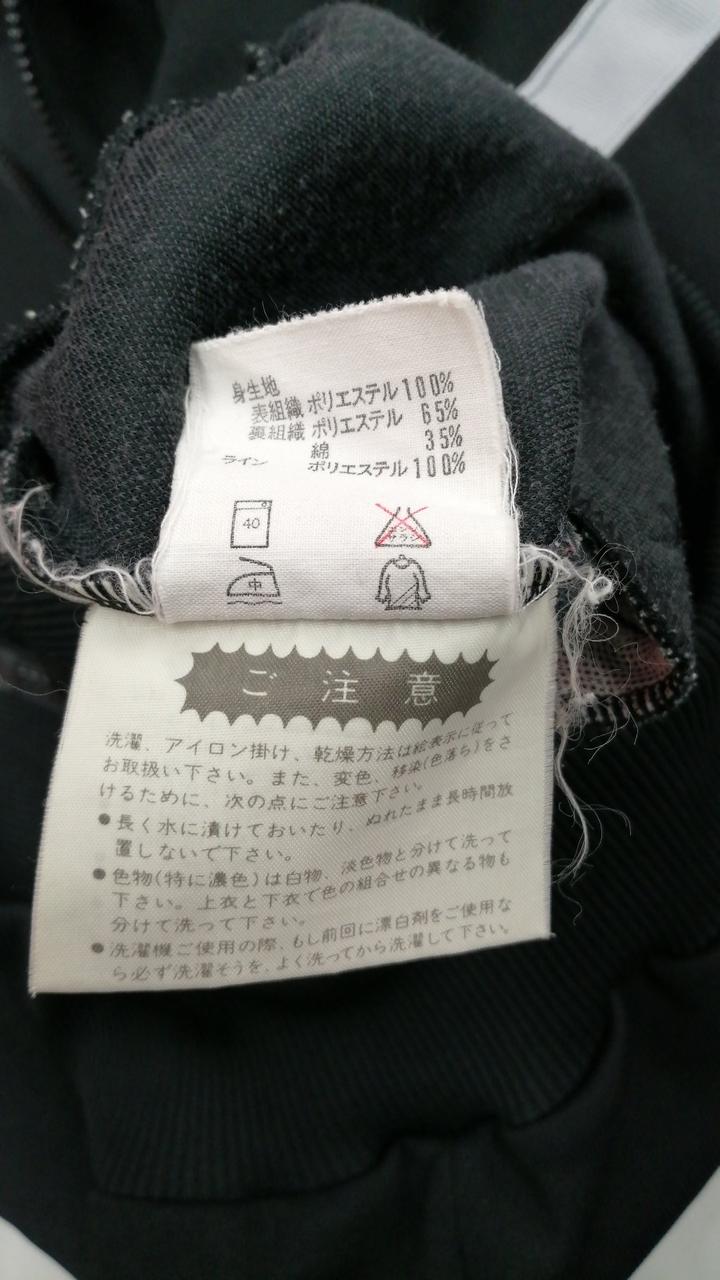 身生地
表組織 ポリエステル100%
裏組織 ポリエステル 65%
綿 35%
ライン ポリエステル100%
40
エンソサラシ
中
ご注意
洗濯、アイロン掛け、乾燥方法は絵表示に従って
お取扱い下さい。また、変色、移染(色落ち)をさ
けるために、次の点にご注意下さい。
●長く水に漬けておいたり、ぬれたまま長時間放
置しないで下さい。
●色物(特に濃色)は白物、淡色物と分けて洗って
下さい。上衣と下衣で色の組合せの異なる物も
分けて洗って下さい。
●洗濯機ご使用の際、もし前回に漂白剤をご使用な
ら必ず洗濯そうを、よく洗ってから洗濯して下さい。